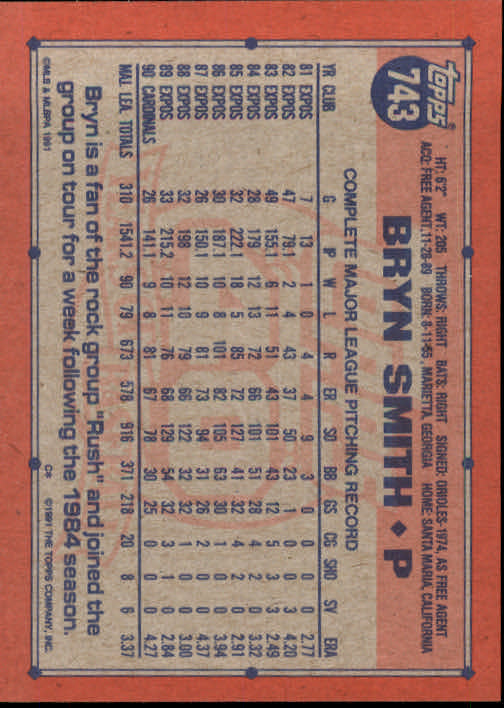 Topps
743
HT: 6'2" WT: 205 THROWS: RIGHT BATS: RIGHT SIGNED: ORIOLES-1974, AS FREE AGENT
ACQ: FREE AGENT, 11-28-89 BORN: 8-11-55, MARIETTA, GEORGIA HOME: SANTA MARIA, CALIFORNIA
BRYN SMITH • P
COMPLETE MAJOR LEAGUE PITCHING RECORD
YR CLUB G IP W L R ER SO BB GS CG SHO SV ERA
81 EXPOS 7 13 1 0 4 4 9 3 0 0 0 0 2.77
82 EXPOS 47 79.1 2 4 43 37 50 23 1 0 0 3 4.20
83 EXPOS 49 155.1 6 11 51 43 101 43 12 5 3 3 2.49
84 EXPOS 28 179 12 13 72 66 101 51 28 4 2 0 3.32
85 EXPOS 32 222.1 18 5 85 72 127 41 32 4 2 0 2.91
86 EXPOS 30 187.1 10 8 101 82 105 63 30 1 0 0 3.94
87 EXPOS 26 150.1 10 9 81 73 94 31 26 2 0 0 4.37
88 EXPOS 32 198 12 10 79 66 122 32 32 1 0 0 3.00
89 EXPOS 33 215.2 10 11 76 68 129 54 32 3 1 0 2.84
90 CARDINALS 26 141.1 9 8 81 67 78 30 25 0 0 0 4.27
MAJ. LEA. TOTALS 310 1541.2 90 79 673 578 916 371 218 20 8 6 3.37
Bryn is a fan of the rock group "Rush" and joined the
group on tour for a week following the 1984 season.
©MLB & MLBPA 1991
C* ©1991 THE TOPPS COMPANY, INC.